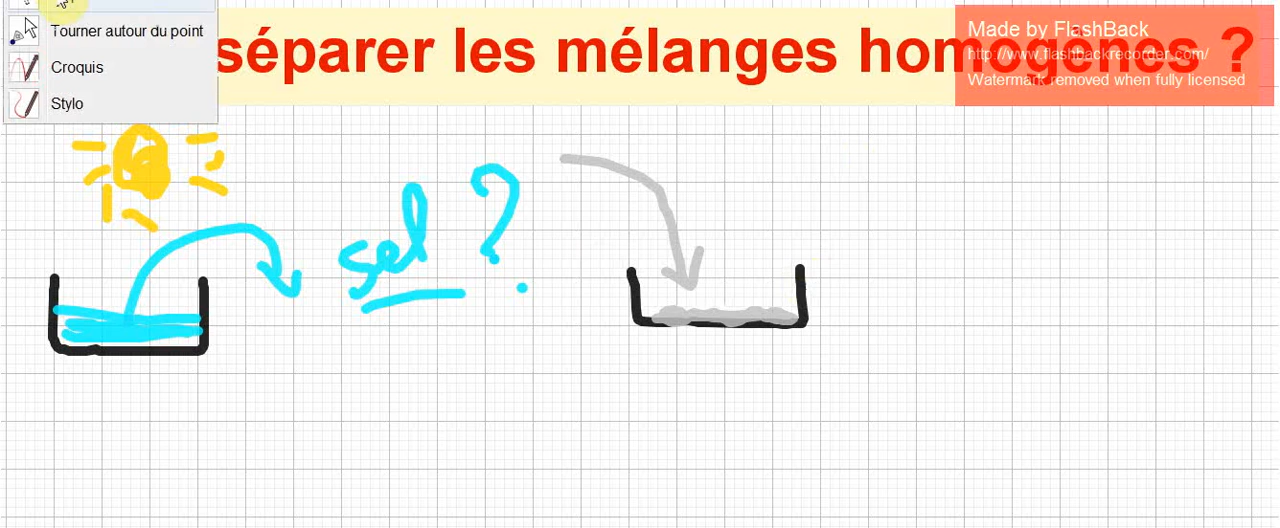 Tourner autour du point
Croquis
Stylo
séparer les mélanges homogènes ?
Made by FlashBack
http://www.flashbackrecorder.com/
Watermark removed when fully licensed
sel ?